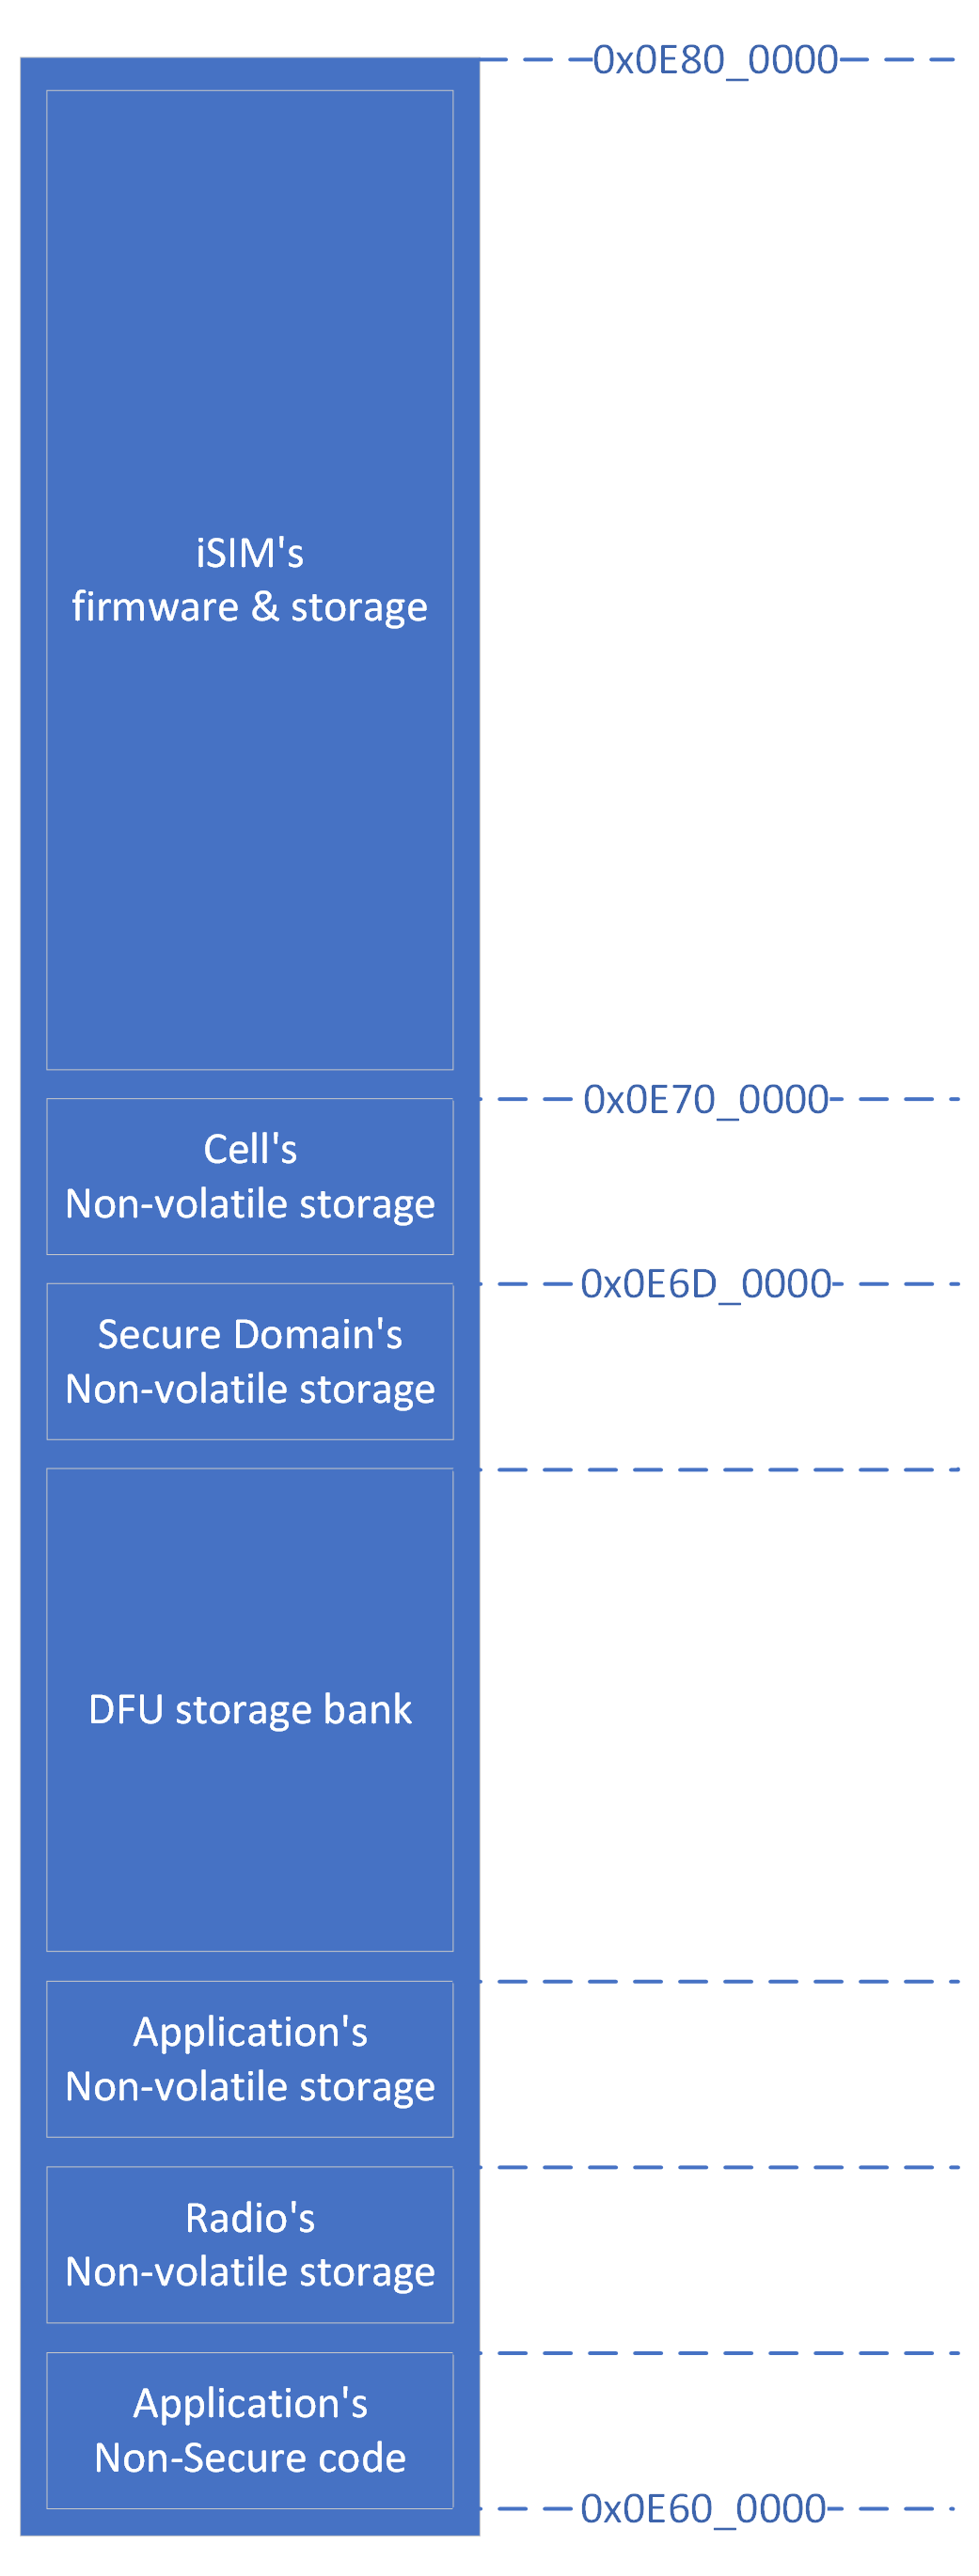 0x0E80_0000
iSIM's
firmware & storage
0x0E70_0000
Cell's
Non-volatile storage
0x0E6D_0000
Secure Domain's
Non-volatile storage
DFU storage bank
Application's
Non-volatile storage
Radio's
Non-volatile storage
Application's
Non-Secure code
0x0E60_0000